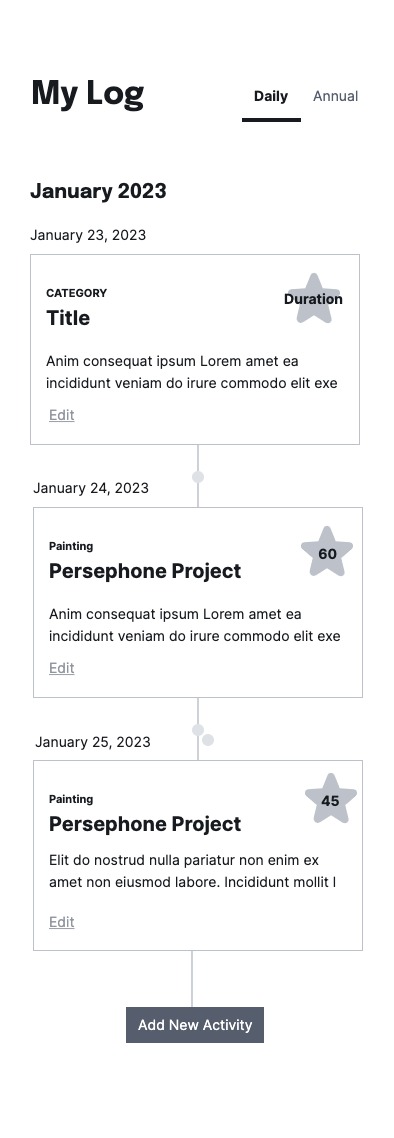 My Log
Daily
Annual
January 2023
January 23, 2023
CATEGORY
Duration
Title
Anim consequat ipsum Lorem amet ea
incididunt veniam do irure commodo elit exe
Edit
January 24, 2023
Painting
60
Persephone Project
Anim consequat ipsum Lorem amet ea
incididunt veniam do irure commodo elit exe
Edit
January 25, 2023
Painting
45
Persephone Project
Elit do nostrud nulla pariatur non enim ex
amet non eiusmod labore. Incididunt mollit l
Edit
Add New Activity